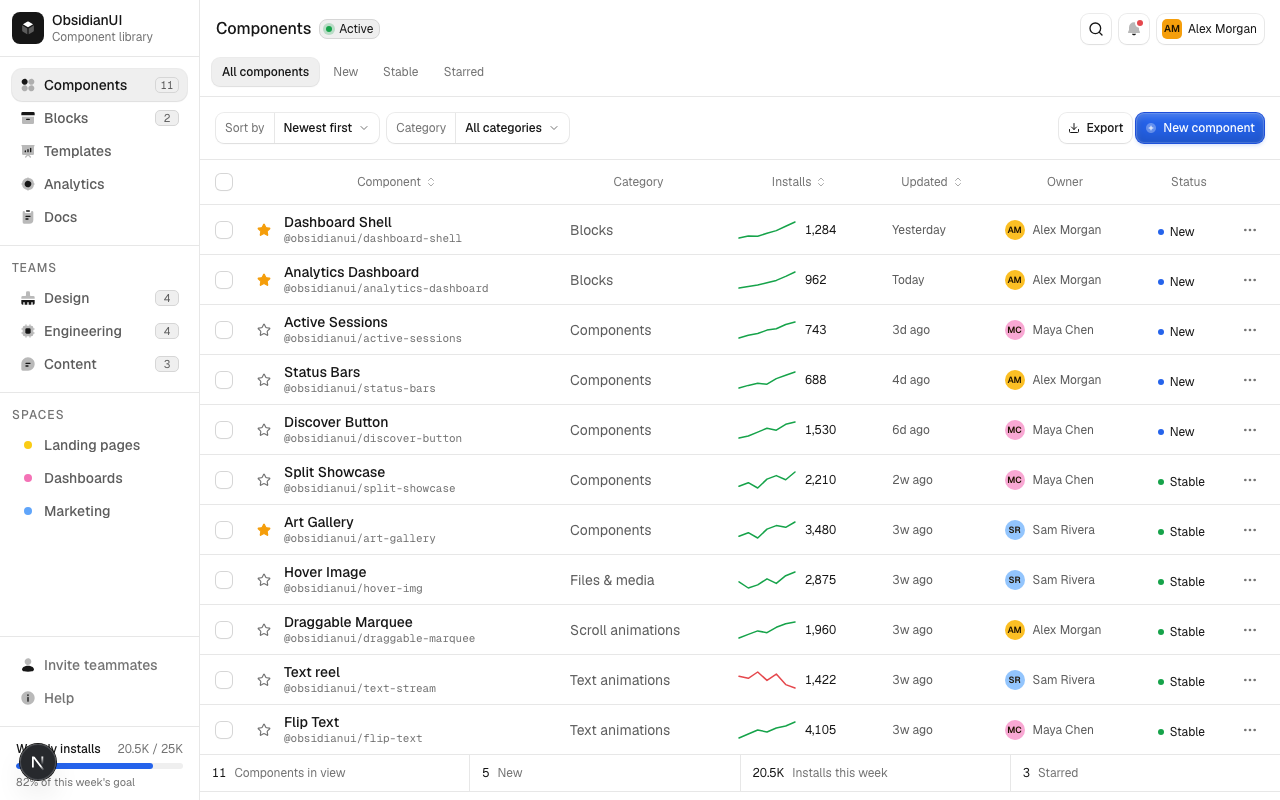 ObsidianUI
Component library
Components 11
Blocks 2
Templates
Analytics
Docs
TEAMS
Design 4
Engineering 4
Content 3
SPACES
Landing pages
Dashboards
Marketing
Invite teammates
Help
installs 20.5K / 25K
N
82% of this week's goal
Components Active
AM Alex Morgan
All components New Stable Starred
Sort by Newest first Category All categories
Export New component
Component Category Installs Updated Owner Status
Dashboard Shell
@obsidianui/dashboard-shell
Blocks 1,284 Yesterday AM Alex Morgan New
Analytics Dashboard
@obsidianui/analytics-dashboard
Blocks 962 Today AM Alex Morgan New
Active Sessions
@obsidianui/active-sessions
Components 743 3d ago MC Maya Chen New
Status Bars
@obsidianui/status-bars
Components 688 4d ago AM Alex Morgan New
Discover Button
@obsidianui/discover-button
Components 1,530 6d ago MC Maya Chen New
Split Showcase
@obsidianui/split-showcase
Components 2,210 2w ago MC Maya Chen Stable
Art Gallery
@obsidianui/art-gallery
Components 3,480 3w ago SR Sam Rivera Stable
Hover Image
@obsidianui/hover-img
Files & media 2,875 3w ago SR Sam Rivera Stable
Draggable Marquee
@obsidianui/draggable-marquee
Scroll animations 1,960 3w ago AM Alex Morgan Stable
Text reel
@obsidianui/text-stream
Text animations 1,422 3w ago SR Sam Rivera Stable
Flip Text
@obsidianui/flip-text
Text animations 4,105 3w ago MC Maya Chen Stable
11 Components in view 5 New 20.5K Installs this week 3 Starred